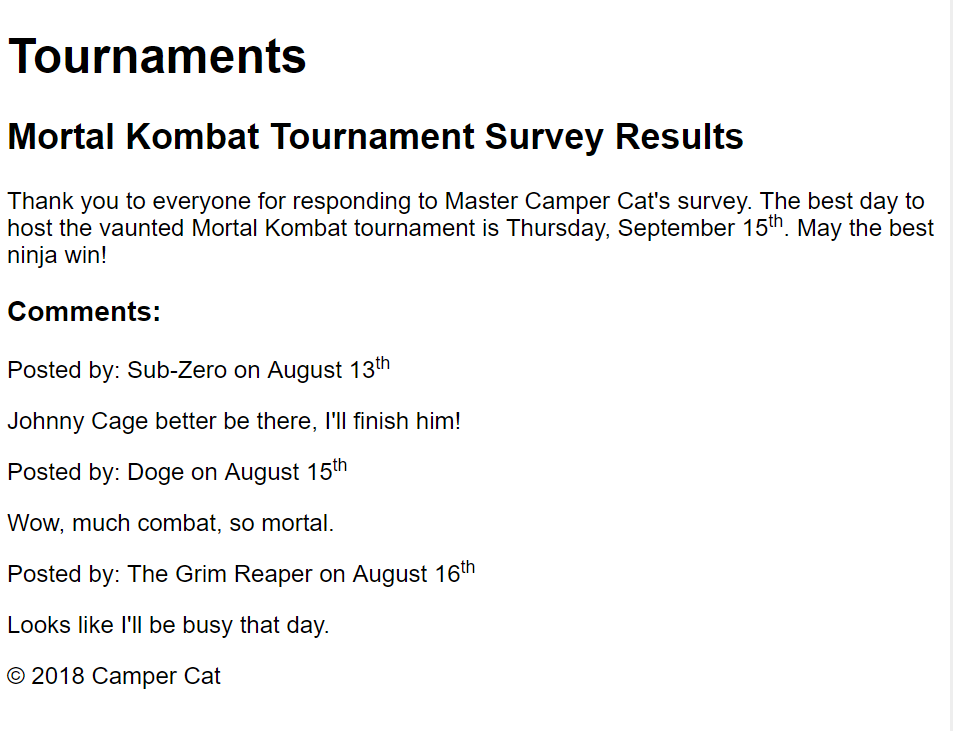 Tournaments
Mortal Kombat Tournament Survey Results
Thank you to everyone for responding to Master Camper Cat's survey. The best day to
host the vaunted Mortal Kombat tournament is Thursday, September 15th. May the best
ninja win!
Comments:
Posted by: Sub-Zero on August 13th
Johnny Cage better be there, I'll finish him!
Posted by: Doge on August 15th
Wow, much combat, so mortal.
Posted by: The Grim Reaper on August 16th
Looks like I'll be busy that day.
© 2018 Camper Cat